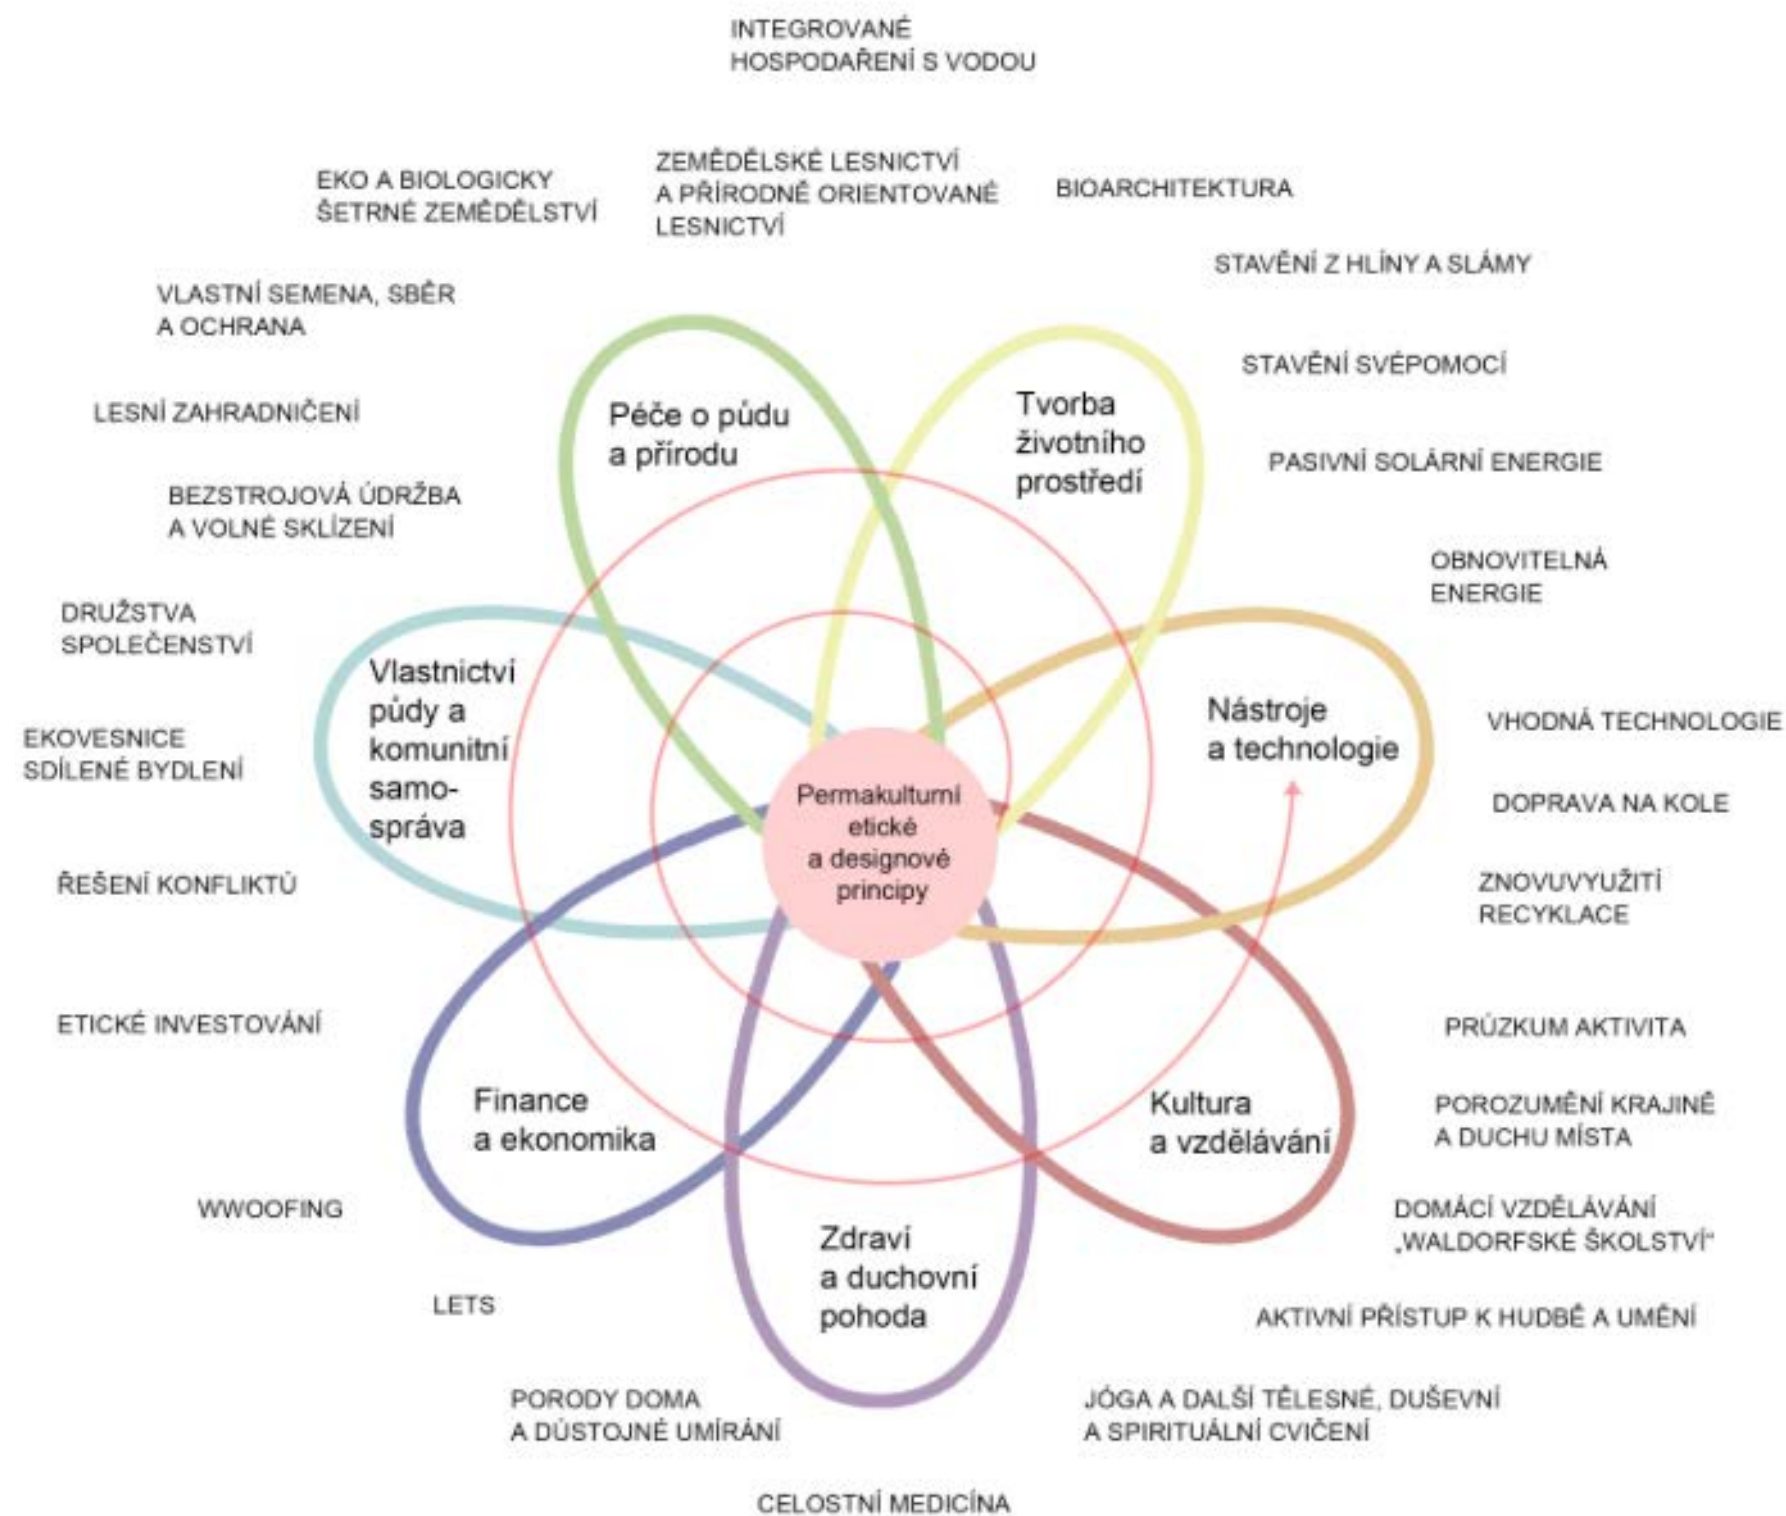 INTEGROVANÉ
HOSPODAŘENÍ S VODOU
ZEMĚDĚLSKÉ LESNICTVÍ
A PŘÍRODNĚ ORIENTOVANÉ
LESNICTVÍ
EKO A BIOLOGICKY
ŠETRNÉ ZEMĚDĚLSTVÍ
BIOARCHITEKTURA
STAVĚNÍ Z HLÍNY A SLÁMY
VLASTNÍ SEMENA, SBĚR
A OCHRANA
STAVĚNÍ SVÉPOMOCÍ
LESNÍ ZAHRADNIČENÍ
Péče o půdu
a přírodu
Tvorba
životního
prostředí
PASIVNÍ SOLÁRNÍ ENERGIE
BEZSTROJOVÁ ÚDRŽBA
A VOLNÉ SKLÍZENÍ
OBNOVITELNÁ
ENERGIE
DRUŽSTVA
SPOLEČENSTVÍ
Vlastnictví
půdy a
komunitní
samo-
správa
Nástroje
a technologie
VHODNÁ TECHNOLOGIE
EKOVESNICE
SDÍLENÉ BYDLENÍ
Permakulturní
etické
a designové
principy
DOPRAVA NA KOLE
ŘEŠENÍ KONFLIKTŮ
ZNOVUVYUŽITÍ
RECYKLACE
ETICKÉ INVESTOVÁNÍ
PRŮZKUM AKTIVITA
Finance
a ekonomika
Kultura
a vzdělávání
POROZUMĚNÍ KRAJINĚ
A DUCHU MÍSTA
WWOOFING
DOMÁCÍ VZDĚLÁVÁNÍ
„WALDORFSKÉ ŠKOLSTVÍ“
Zdraví
a duchovní
pohoda
LETS
AKTIVNÍ PŘÍSTUP K HUDBĚ A UMĚNÍ
PORODY DOMA
A DŮSTOJNÉ UMÍRÁNÍ
JÓGA A DALŠÍ TĚLESNÉ, DUŠEVNÍ
A SPIRITUÁLNÍ CVIČENÍ
CELOSTNÍ MEDICÍNA